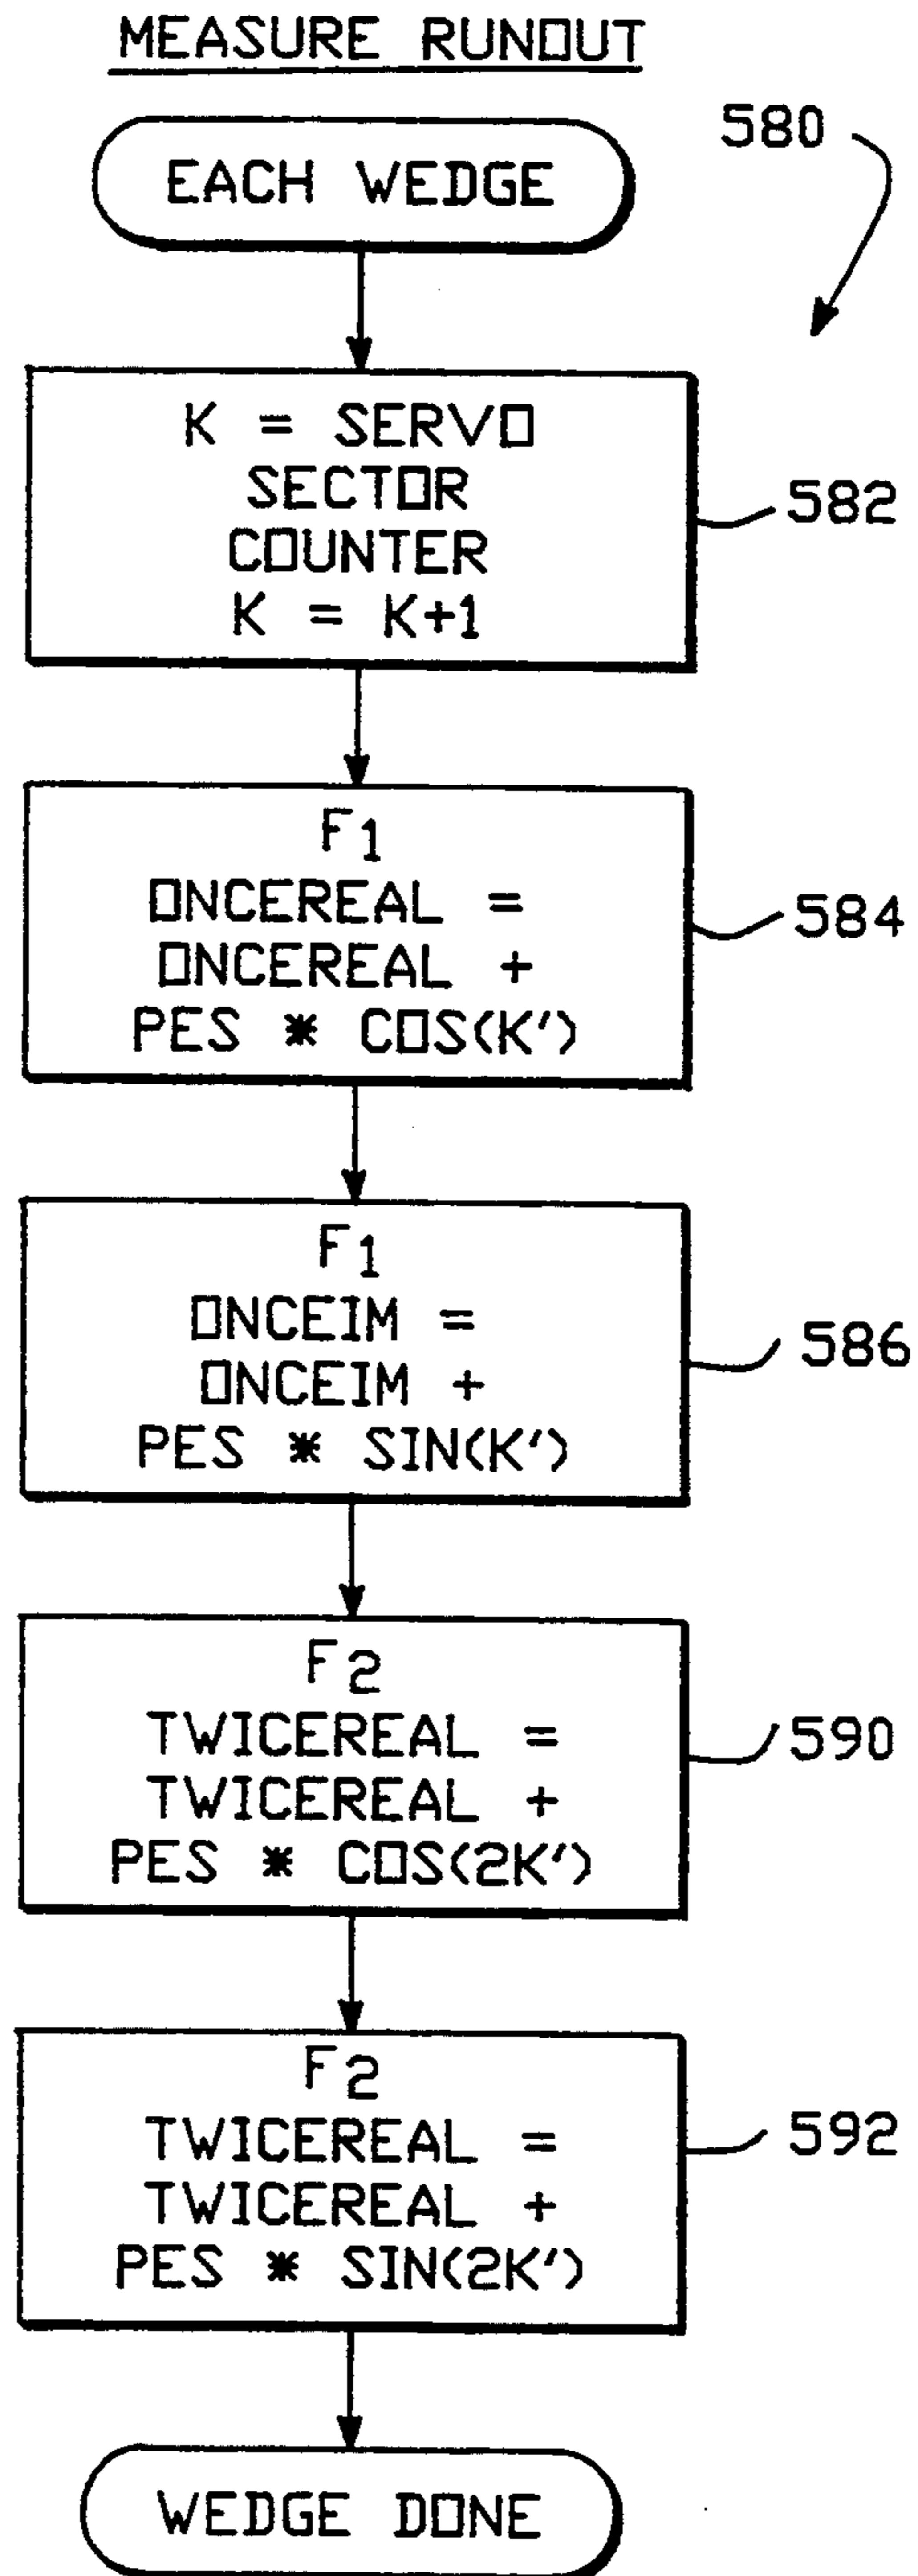 MEASURE RUNOUT
580
EACH WEDGE
K = SERVO
SECTOR
COUNTER
K = K+1
582
F1
ONCEREAL =
ONCEREAL +
PES * COS(K')
584
F1
ONCEIM =
ONCEIM +
PES * SIN(K')
586
F2
TWICEREAL =
TWICEREAL +
PES * COS(2K')
590
F2
TWICEREAL =
TWICEREAL +
PES * SIN(2K')
592
WEDGE DONE